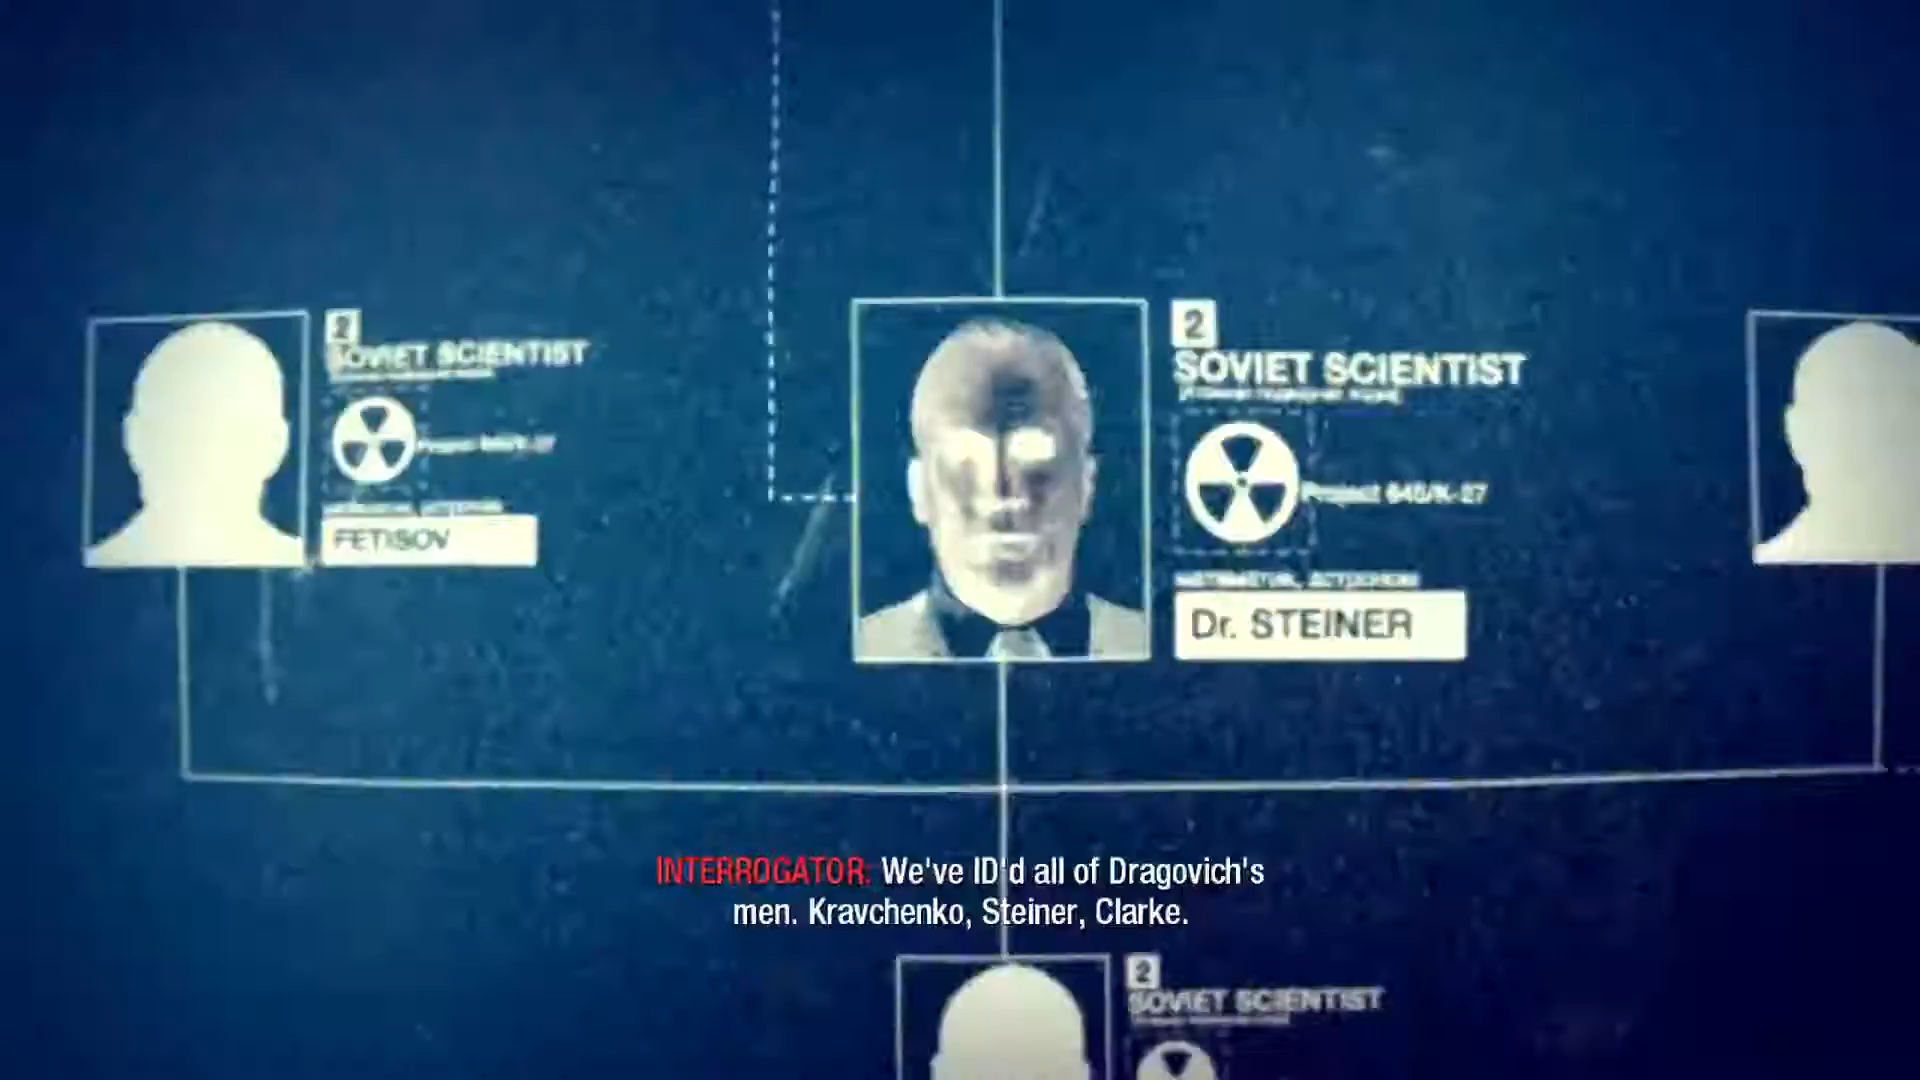 2
SOVIET SCIENTIST
FETISOV
2
SOVIET SCIENTIST
Project 645/K-27
Dr. STEINER
INTERROGATOR: We've ID'd all of Dragovich's
men. Kravchenko, Steiner, Clarke.
2
SOVIET SCIENTIST